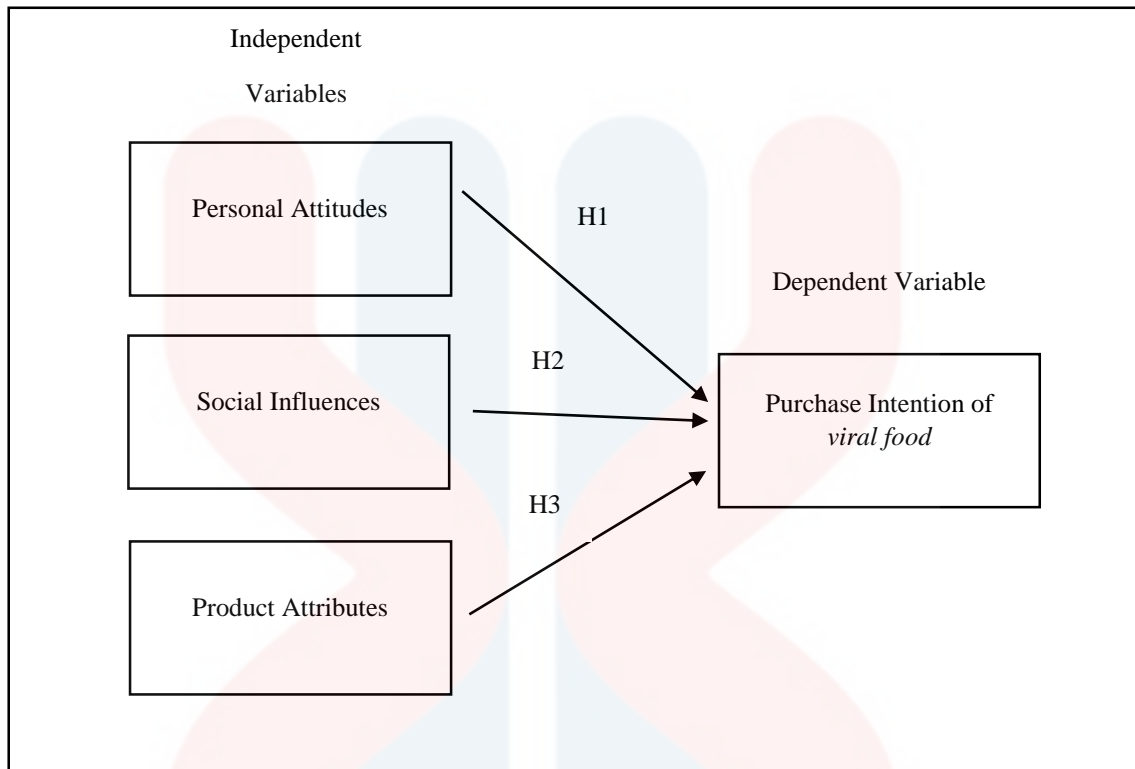 Independent
Variables
Personal Attitudes
H1
Dependent Variable
H2
Social Influences
Purchase Intention of
viral food
H3
Product Attributes